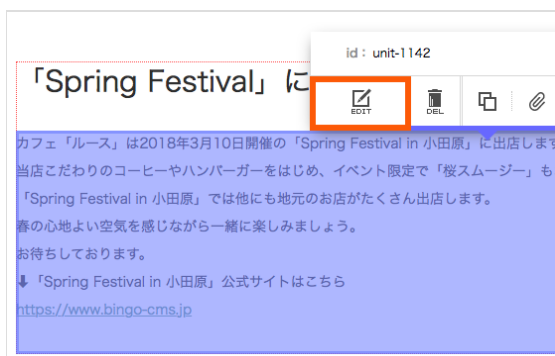 id： unit-1142
「Spring Festival」に
EDIT
DEL
カフェ「ルース」は2018年3月10日開催の「Spring Festival in 小田原」に出店します
当店こだわりのコーヒーやハンバーガーをはじめ、イベント限定で「桜スムージー」も
「Spring Festival in 小田原」では他にも地元のお店がたくさん出店します。
春の心地よい空気を感じながら一緒に楽しみましょう。
お待ちしております。
⬇「Spring Festival in 小田原」公式サイトはこちら
https://www.bingo-cms.jp